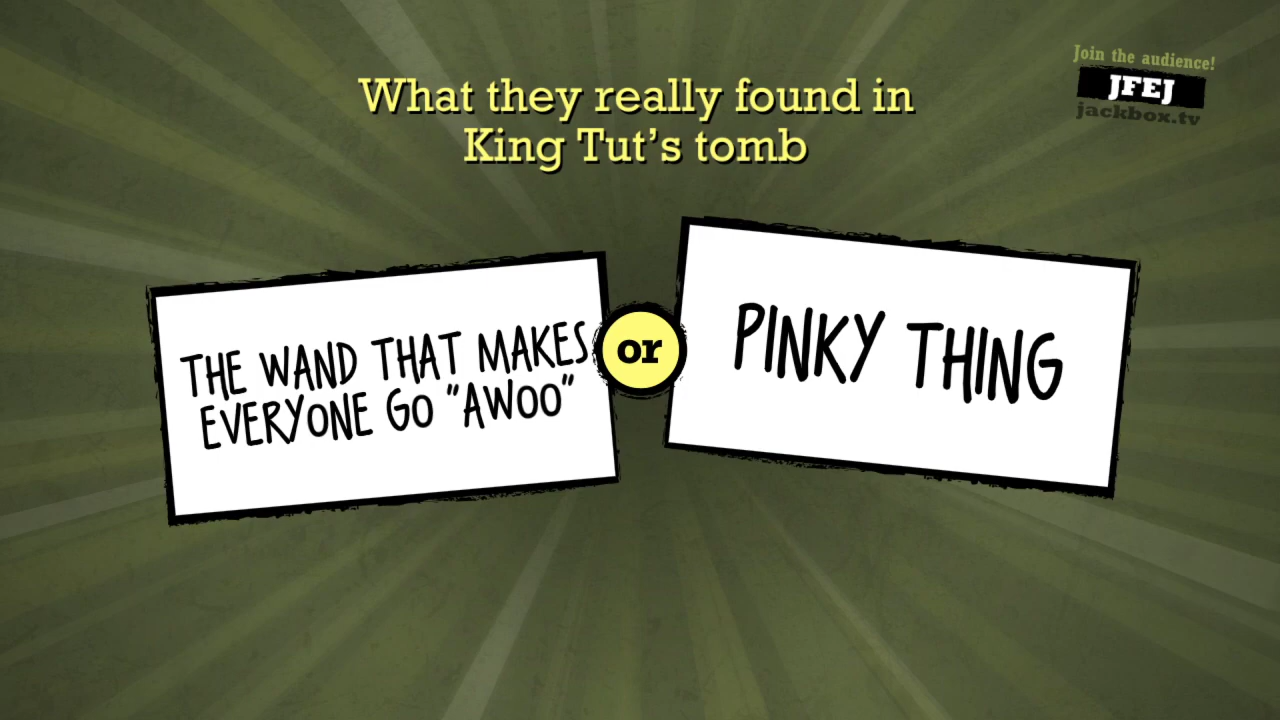 Join the audience!
JFEJ
jackbox.tv
What they really found in
King Tut's tomb
THE WAND THAT MAKES
EVERYONE GO "AWOO"
or
PINKY THING